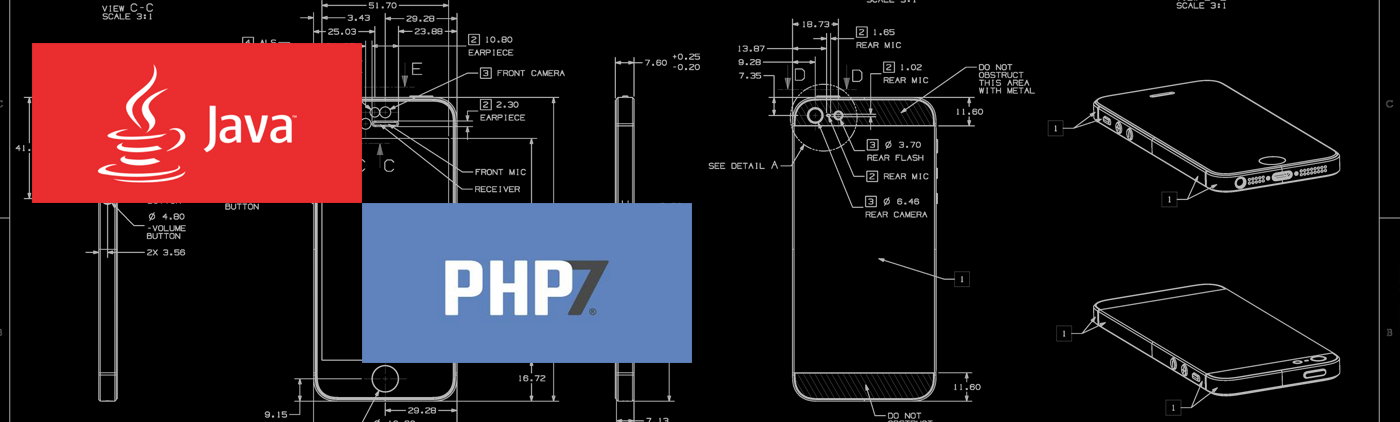 VIEW C-C
SCALE 3:1
51.70
3.43
29.28
25.03
23.88
2 10.80
EARPIECE
E
3 FRONT CAMERA
2 2.30
EARPIECE
C
FRONT MIC
RECEIVER
41.
BUTTON
Ø 4.80
-VOLUME
BUTTON
2X 3.56
Java™
PHP7®
16.72
9.15
29.28
7.60 +0.25
-0.20
7.13
SCALE 3:1
18.73
2 1.65
REAR MIC
13.87
9.28
7.35
D
D
2 1.02
REAR MIC
DO NOT
OBSTRUCT
THIS AREA
WITH METAL
11.60
SEE DETAIL A
3 Ø 3.70
REAR FLASH
2 REAR MIC
3 Ø 6.46
REAR CAMERA
1
11.60
DO NOT
SCALE 3:1
1
1
1
1
C
B